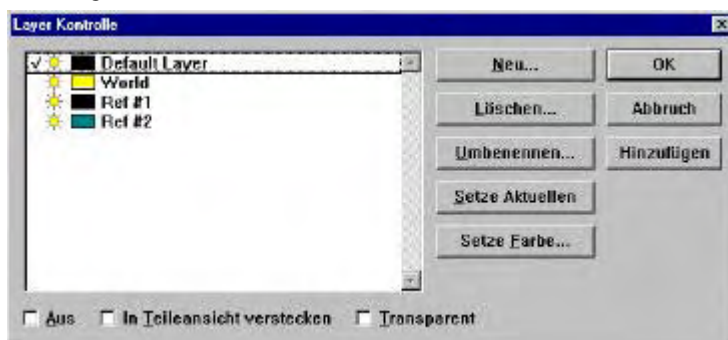 Layer Kontrolle
Default Layer
World
Ref #1
Ref #2
Neu...
Löschen...
Umbenennen...
Setze Aktuellen
Setze Farbe...
OK
Abbruch
Hinzufügen
Aus
In Teileansicht verstecken
Transparent